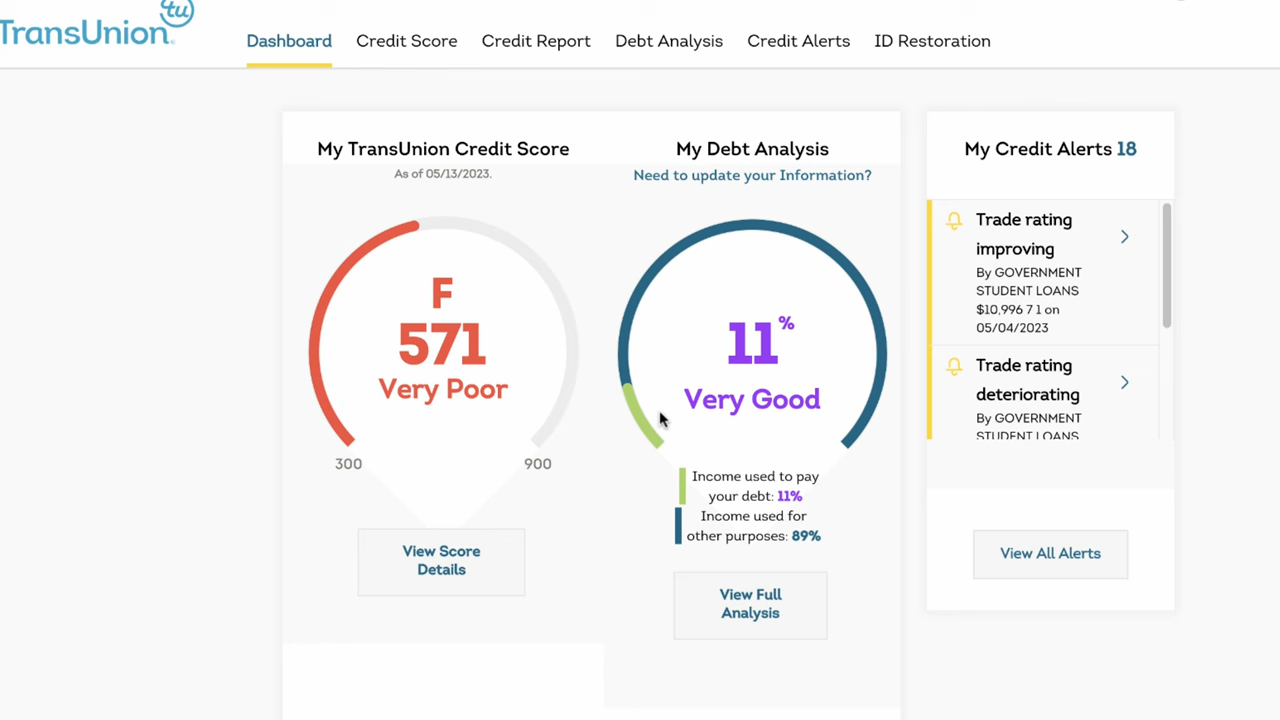 tu
TransUnion
Dashboard Credit Score Credit Report Debt Analysis Credit Alerts ID Restoration
My TransUnion Credit Score
As of 05/13/2023.
F
571
Very Poor
300 900
View Score
Details
My Debt Analysis
Need to update your Information?
11%
Very Good
Income used to pay
your debt: 11%
Income used for
other purposes: 89%
View Full
Analysis
My Credit Alerts 18
Trade rating
improving
By GOVERNMENT
STUDENT LOANS
$10,996 7 1 on
05/04/2023
Trade rating
deteriorating
By GOVERNMENT
STUDENT LOANS
View All Alerts